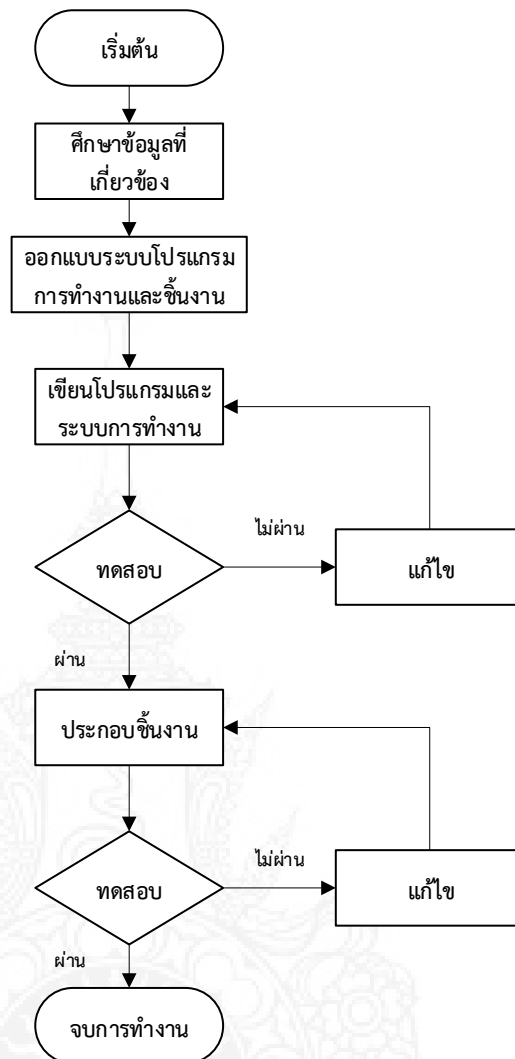 เริ่มต้น
ศึกษาข้อมูลที่
เกี่ยวข้อง
ออกแบบระบบโปรแกรม
การทำงานและชิ้นงาน
เขียนโปรแกรมและ
ระบบการทำงาน
ไม่ผ่าน
ทดสอบ
แก้ไข
ผ่าน
ประกอบชิ้นงาน
ไม่ผ่าน
ทดสอบ
แก้ไข
ผ่าน
จบการทำงาน